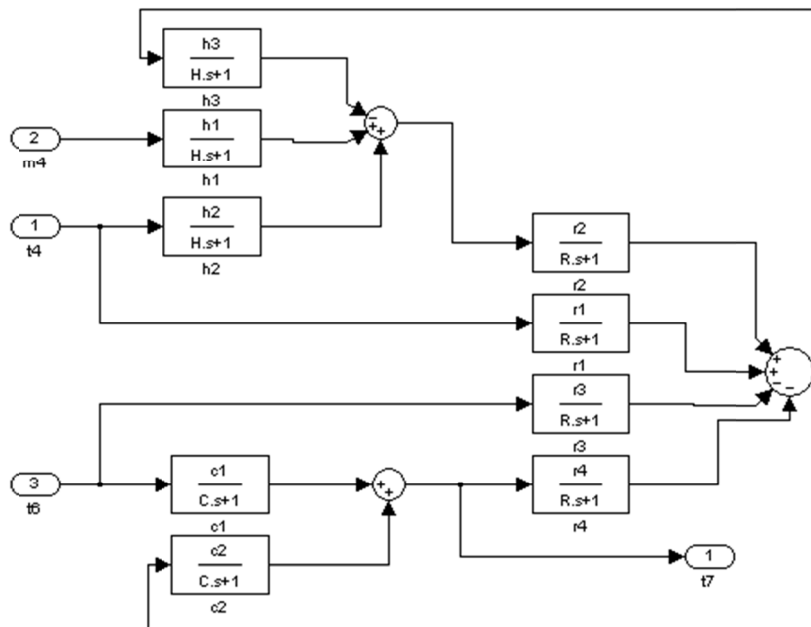 h3
H.s+1
h3
2
m4
h1
H.s+1
h1
1
t4
h2
H.s+1
h2
r2
R.s+1
r2
r1
R.s+1
r1
r3
R.s+1
r3
3
t6
c1
C.s+1
c1
r4
R.s+1
r4
c2
C.s+1
c2
1
t7